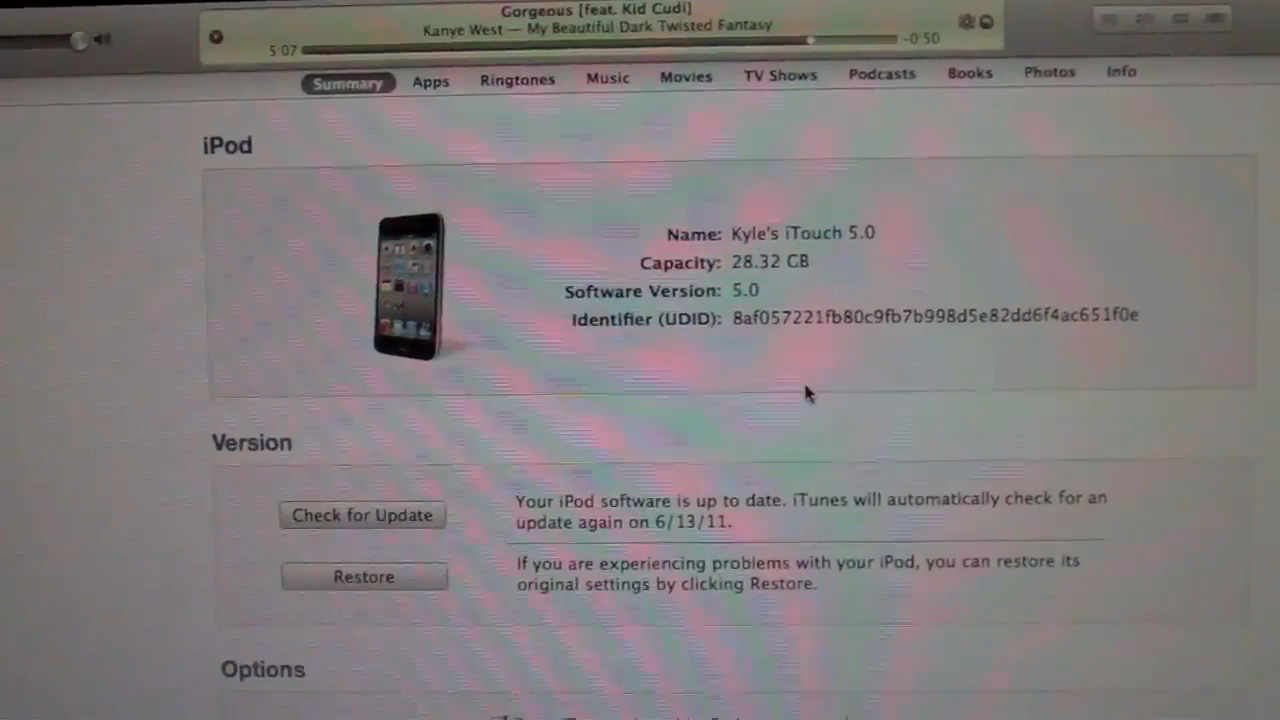 Gorgeous [feat. Kid Cudi]
Kanye West — My Beautiful Dark Twisted Fantasy
5:07
-0:50
Summary Apps Ringtones Music Movies TV Shows Podcasts Books Photos Info
iPod
Name: Kyle's iTouch 5.0
Capacity: 28.32 GB
Software Version: 5.0
Identifier (UDID): 8af057221fb80c9fb7b998d5e82dd6f4ac651f0e
Version
Check for Update
Your iPod software is up to date. iTunes will automatically check for an
update again on 6/13/11.
Restore
If you are experiencing problems with your iPod, you can restore its
original settings by clicking Restore.
Options